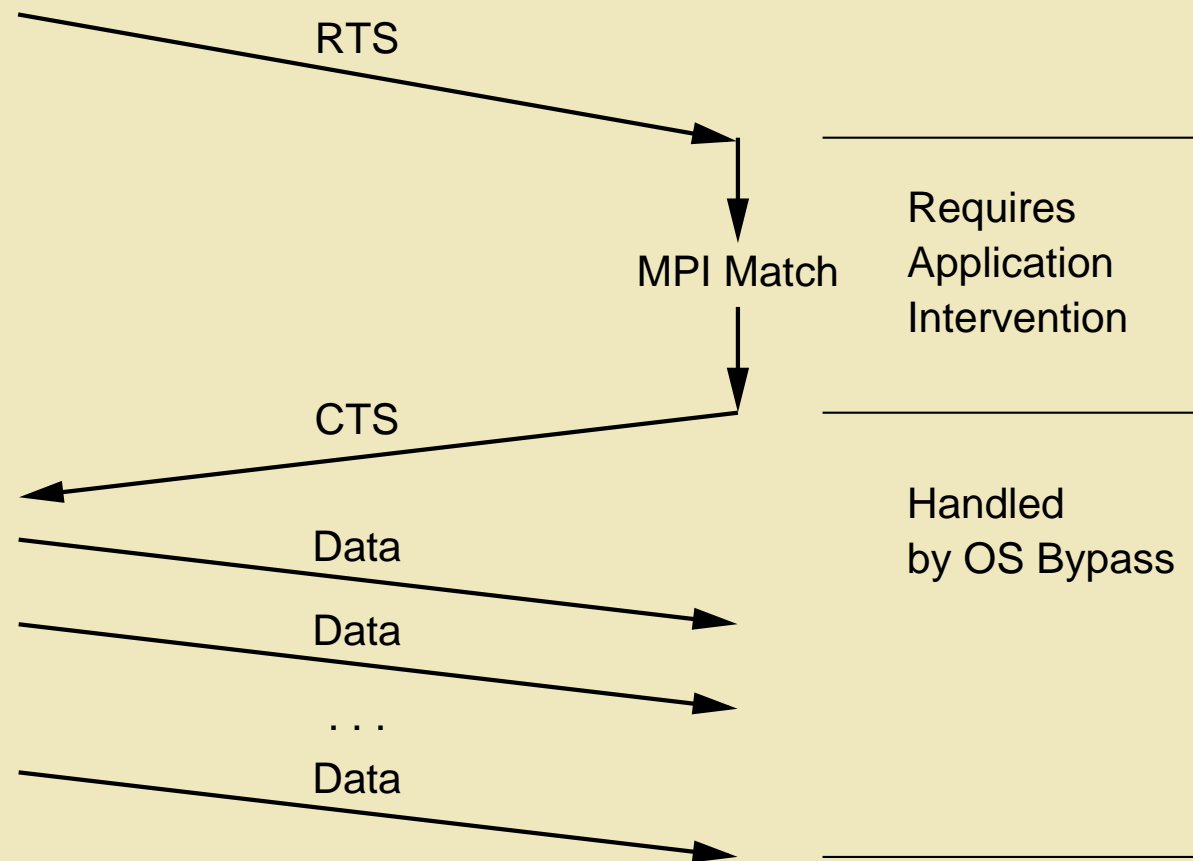 RTS
Requires
MPI Match
Application
Intervention
CTS
Handled
by OS Bypass
Data
Data
. . .
Data